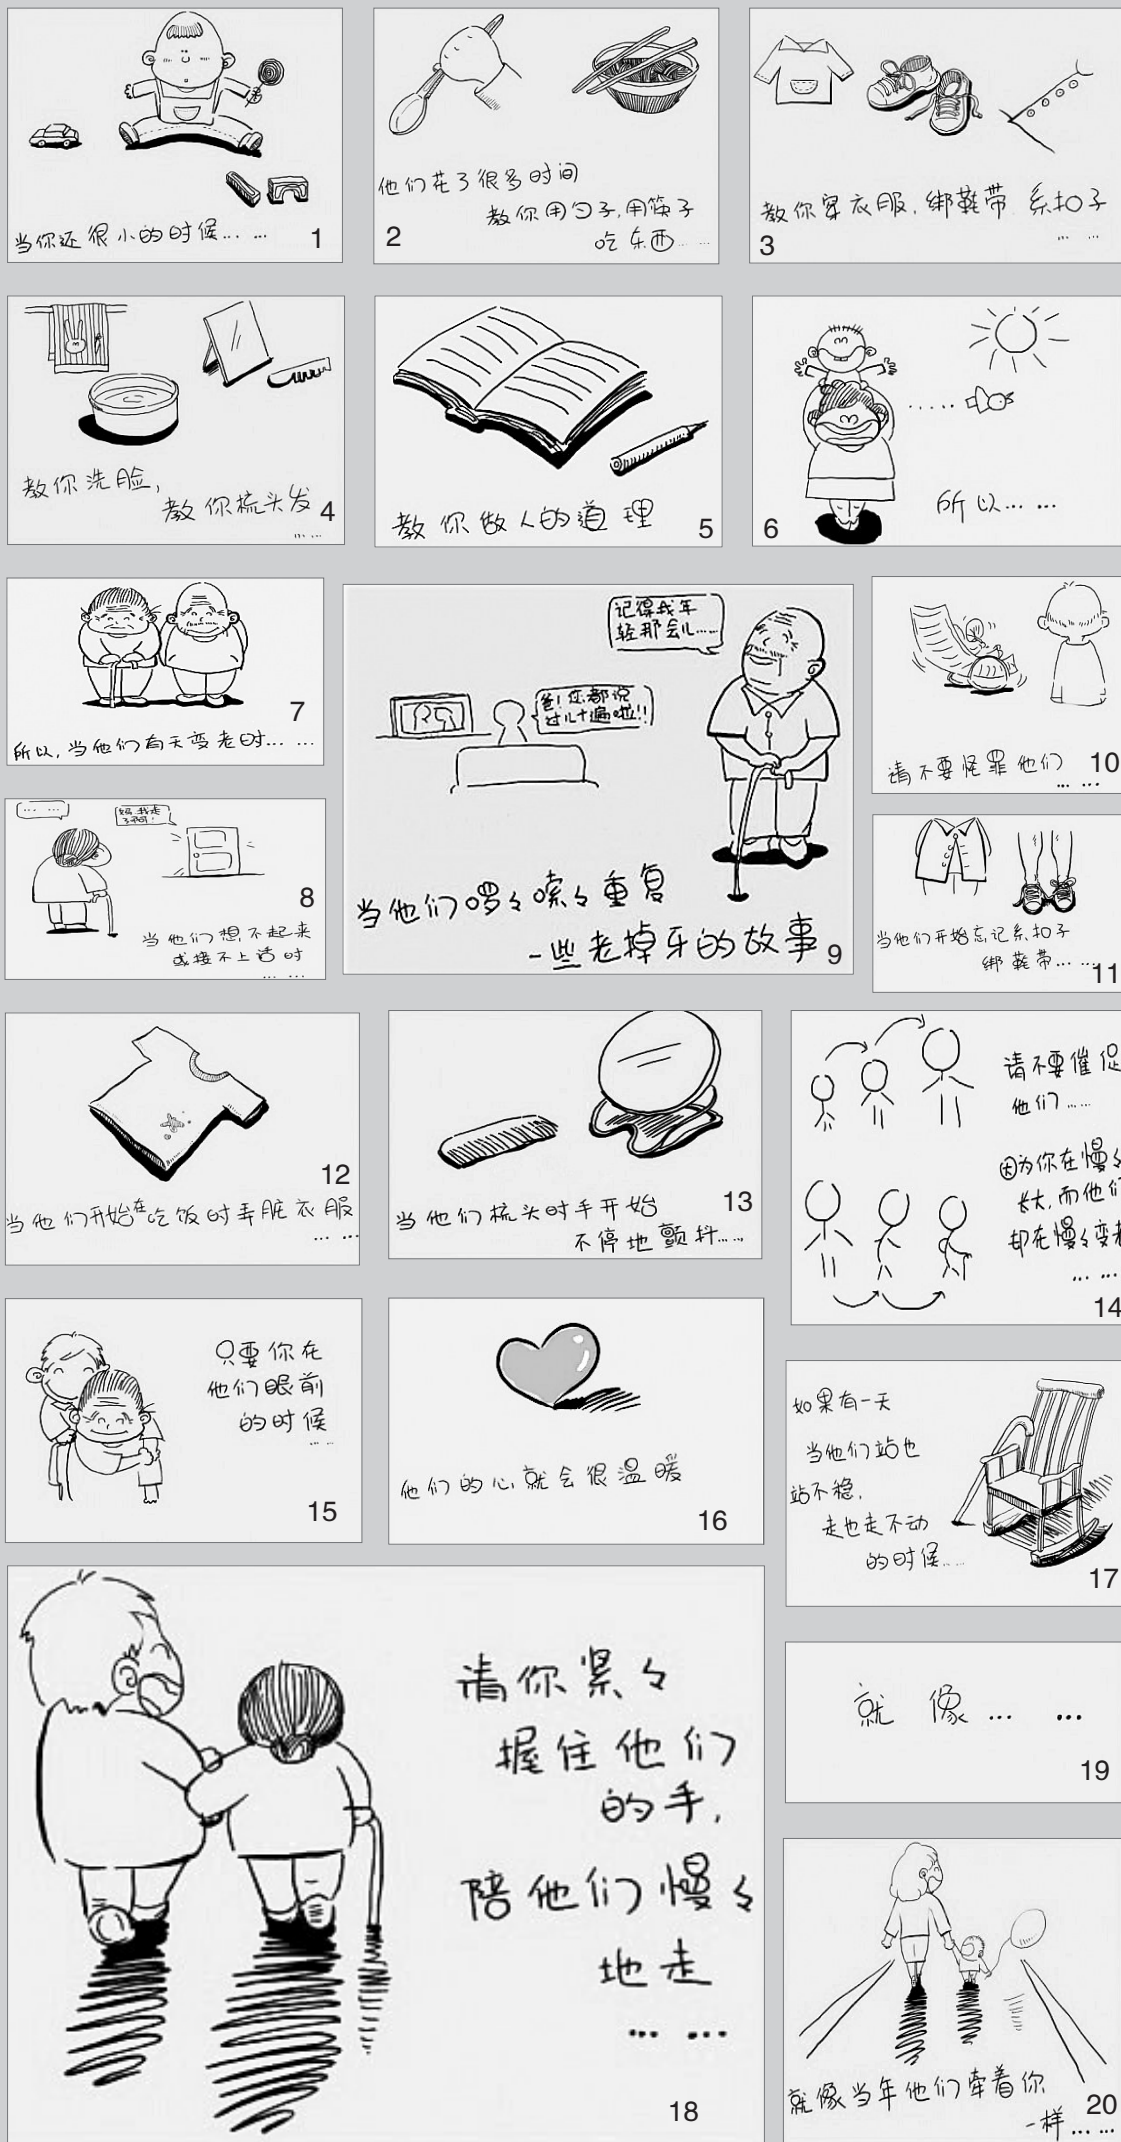 当你还很小的时候... ...
1
他们花了很多时间
教你用勺子,用筷子
吃东西... ...
2
教你穿衣服,绑鞋带 系扣子
... ...
3
教你洗脸,
教你梳头发
... ...
4
教你做人的道理
5
所以... ...
6
所以,当他们有天变老时... ...
7
... ...
妈,我走
了啊!
当他们想不起来
或接不上话时
... ...
8
记得我年
轻那会儿......
爸!您都说
过几十遍啦!!
当他们啰々嗦々重复
一些老掉牙的故事
9
请不要怪罪他们
... ...
10
当他们开始忘记系扣子
绑鞋带... ...
11
当他们开始在吃饭时弄脏衣服
... ...
12
当他们梳头时手开始
不停地颤抖... ...
13
请不要催促
他们......
因为你在慢々
长大,而他们
却在慢々变老
... ...
14
只要你在
他们眼前
的时候
... ...
15
他们的心,就会很温暖
16
如果有一天
当他们站也
站不稳,
走也走不动
的时候......
17
请你紧々
握住他们
的手,
陪他们慢々
地走
... ...
18
就 像... ...
19
就像当年他们牵着你
一样... ...
20